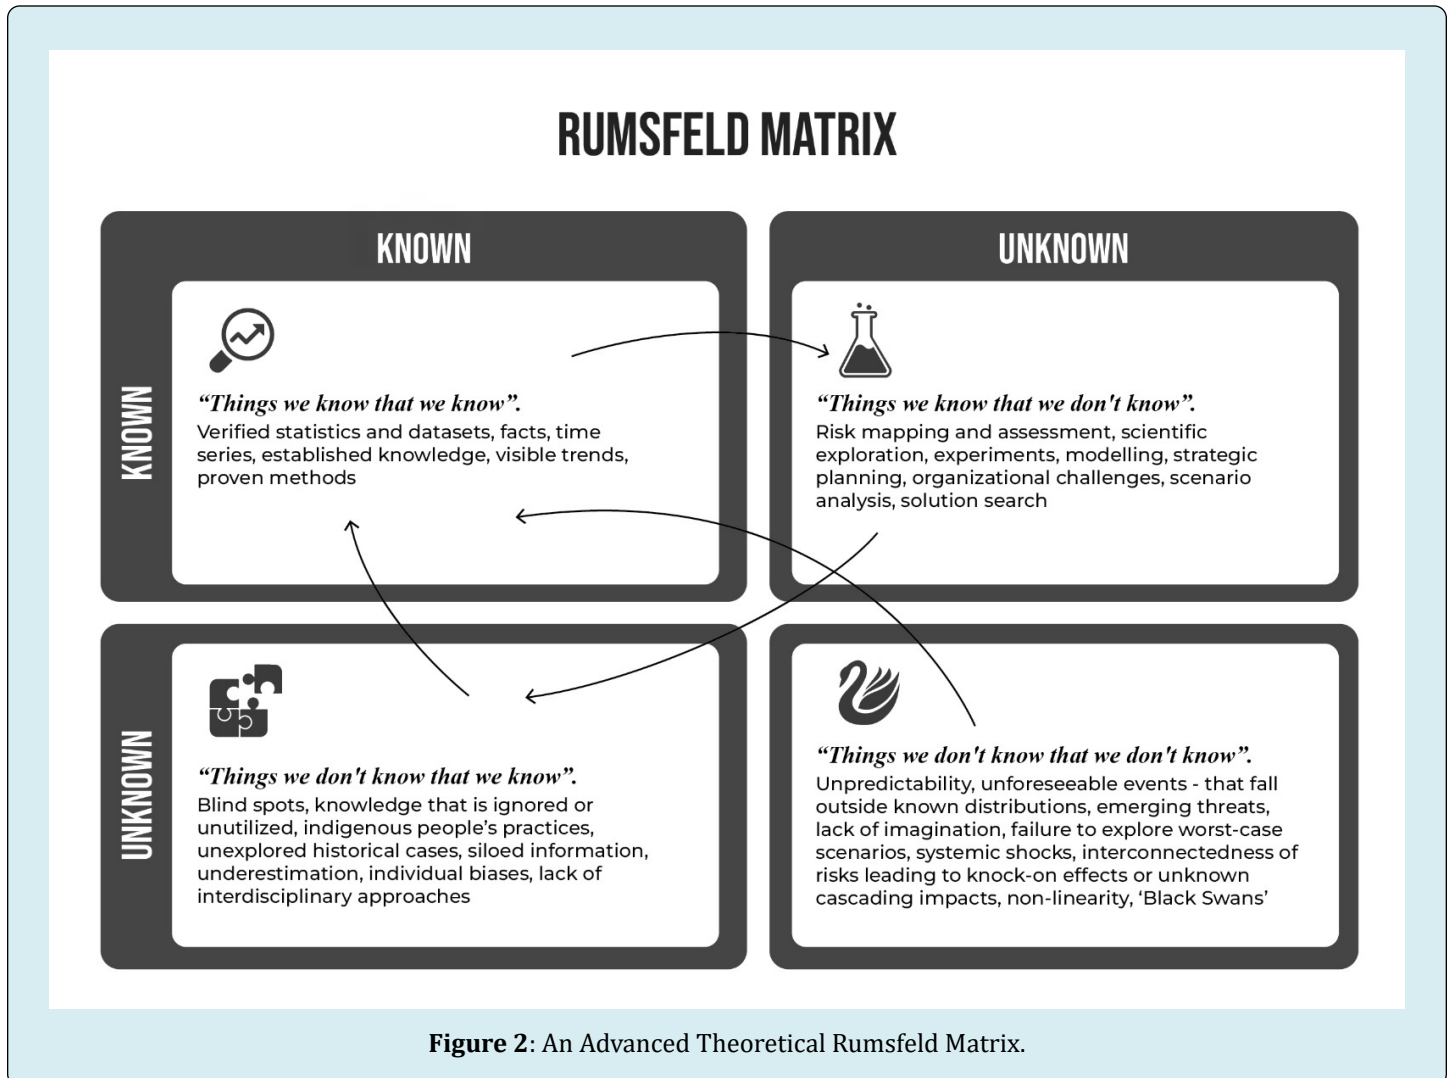 RUMSFELD MATRIX
KNOWN
UNKNOWN
KNOWN
“Things we know that we know”.
Verified statistics and datasets, facts, time
series, established knowledge, visible trends,
proven methods
“Things we know that we don't know”.
Risk mapping and assessment, scientific
exploration, experiments, modelling, strategic
planning, organizational challenges, scenario
analysis, solution search
UNKNOWN
“Things we don't know that we know”.
Blind spots, knowledge that is ignored or
unutilized, indigenous people’s practices,
unexplored historical cases, siloed information,
underestimation, individual biases, lack of
interdisciplinary approaches
“Things we don't know that we don't know”.
Unpredictability, unforeseeable events - that fall
outside known distributions, emerging threats,
lack of imagination, failure to explore worst-case
scenarios, systemic shocks, interconnectedness of
risks leading to knock-on effects or unknown
cascading impacts, non-linearity, ‘Black Swans’
Figure 2: An Advanced Theoretical Rumsfeld Matrix.